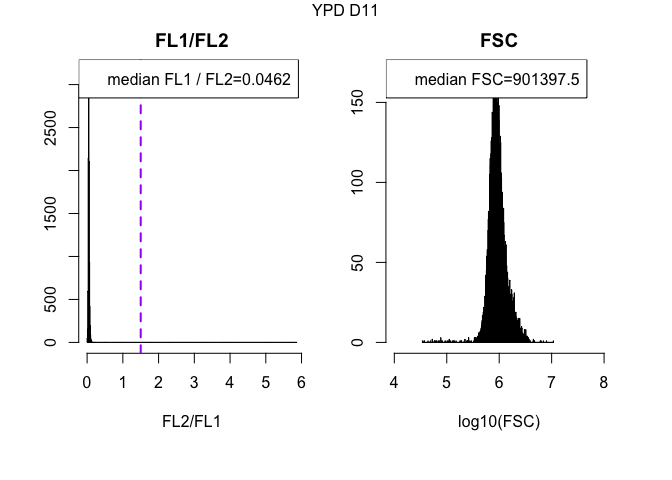 YPD D11
FL1/FL2
median FL1 / FL2=0.0462
2500
1500
500
0
0 1 2 3 4 5 6
FL2/FL1
FSC
median FSC=901397.5
150
100
50
0
4 5 6 7 8
log10(FSC)